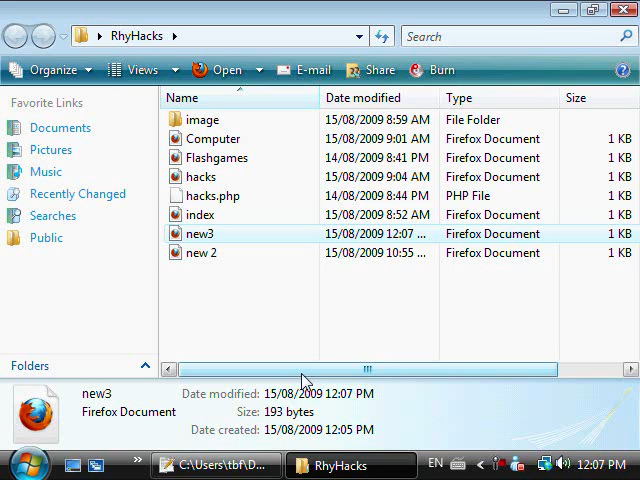 RhyHacks
Search
Organize Views Open E-mail Share Burn
Favorite Links
Documents
Pictures
Music
Recently Changed
Searches
Public
Folders
Name Date modified Type Size
image 15/08/2009 8:59 AM File Folder
Computer 15/08/2009 9:01 AM Firefox Document 1 KB
Flashgames 14/08/2009 8:41 PM Firefox Document 1 KB
hacks 15/08/2009 9:04 AM Firefox Document 1 KB
hacks.php 14/08/2009 8:44 PM PHP File 1 KB
index 15/08/2009 8:52 AM Firefox Document 1 KB
new3 15/08/2009 12:07 ... Firefox Document 1 KB
new 2 15/08/2009 10:55 ... Firefox Document 1 KB
new3 Date modified: 15/08/2009 12:07 PM
Firefox Document Size: 193 bytes
Date created: 15/08/2009 12:05 PM
C:\Users\tbf\D... RhyHacks EN 12:07 PM